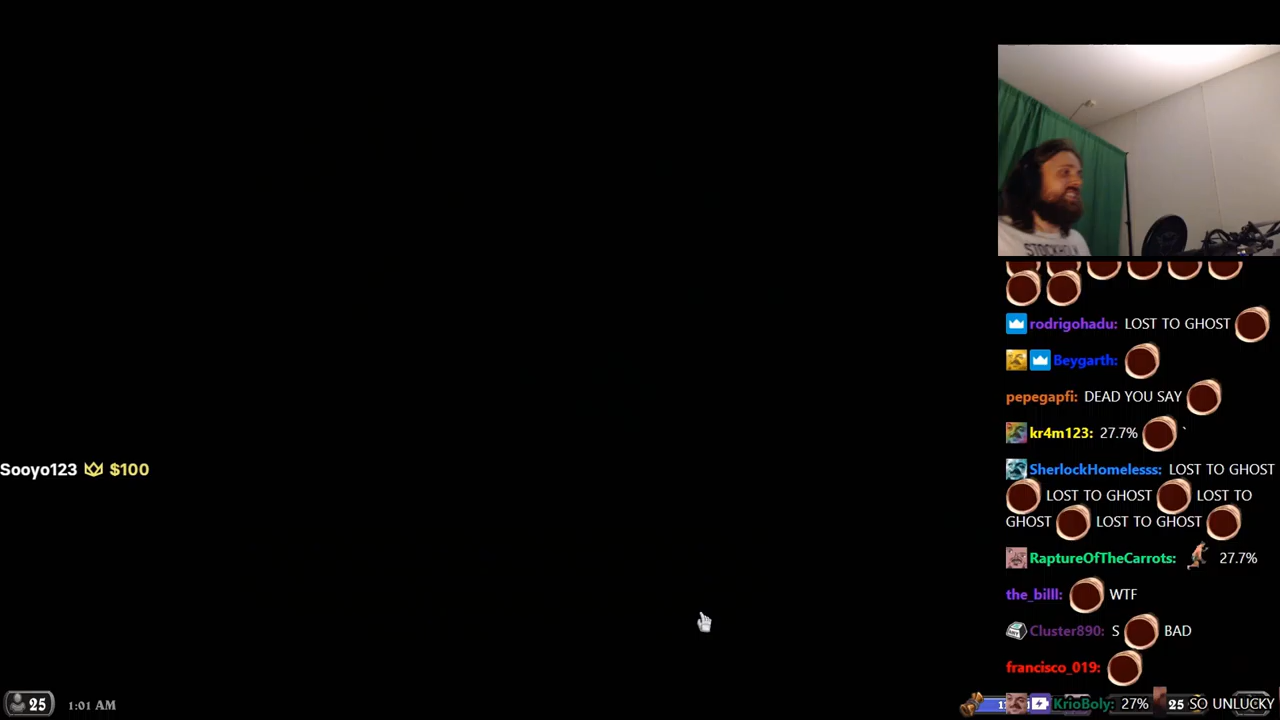 STOCKHOLM
rodrigohadu: LOST TO GHOST
Beygarth:
pepegapfi: DEAD YOU SAY
kr4m123: 27.7% `
SherlockHomelesss: LOST TO GHOST
LOST TO GHOST LOST TO
GHOST LOST TO GHOST
RaptureOfTheCarrots: 27.7%
the_billl: WTF
Cluster890: S BAD
francisco_019:
KrioBoly: 27% 25 SO UNLUCKY
Sooyo123 $100
25 1:01 AM